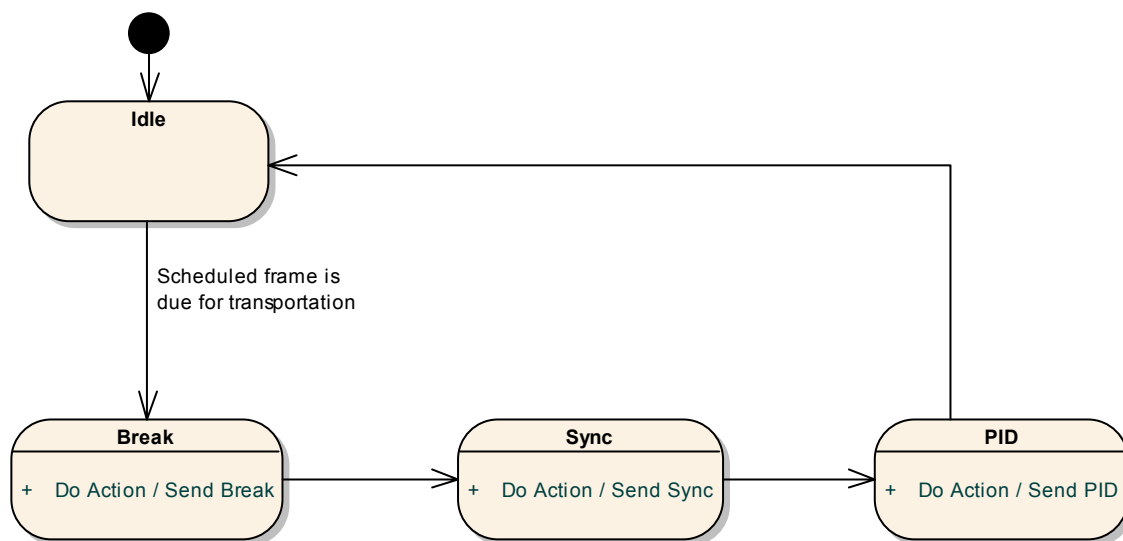 Idle
Scheduled frame is
due for transportation
Break
+ Do Action / Send Break
Sync
+ Do Action / Send Sync
PID
+ Do Action / Send PID